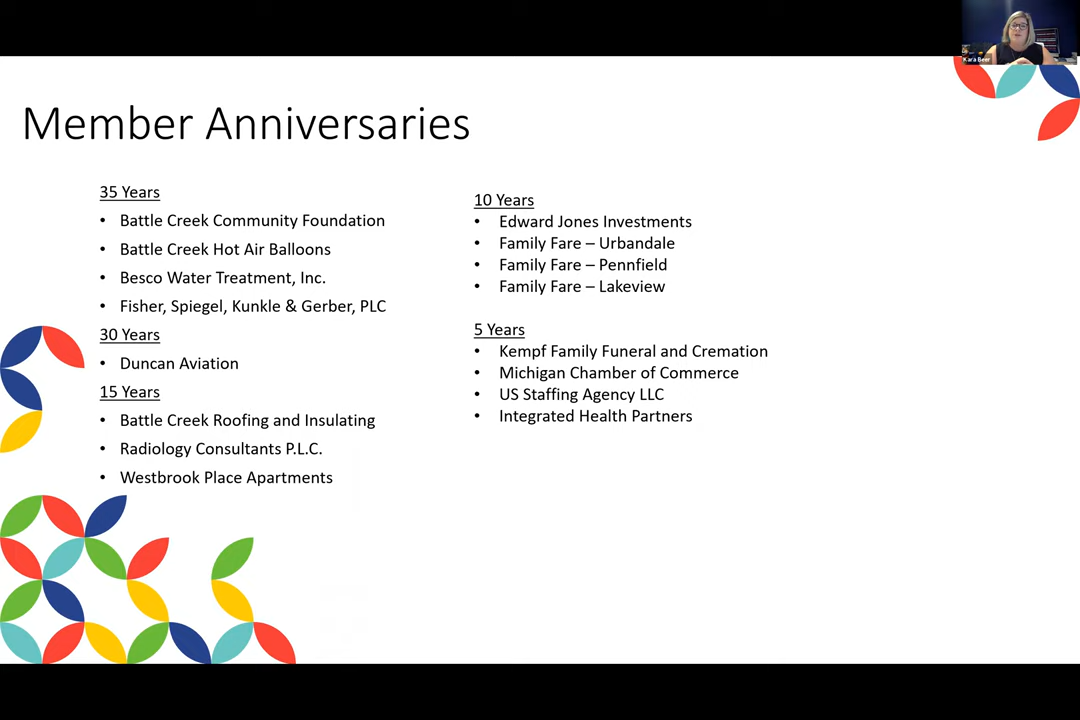 Kara Beer
Member Anniversaries
35 Years
• Battle Creek Community Foundation
• Battle Creek Hot Air Balloons
• Besco Water Treatment, Inc.
• Fisher, Spiegel, Kunkle & Gerber, PLC
30 Years
• Duncan Aviation
15 Years
• Battle Creek Roofing and Insulating
• Radiology Consultants P.L.C.
• Westbrook Place Apartments
10 Years
• Edward Jones Investments
• Family Fare – Urbandale
• Family Fare – Pennfield
• Family Fare – Lakeview
5 Years
• Kempf Family Funeral and Cremation
• Michigan Chamber of Commerce
• US Staffing Agency LLC
• Integrated Health Partners